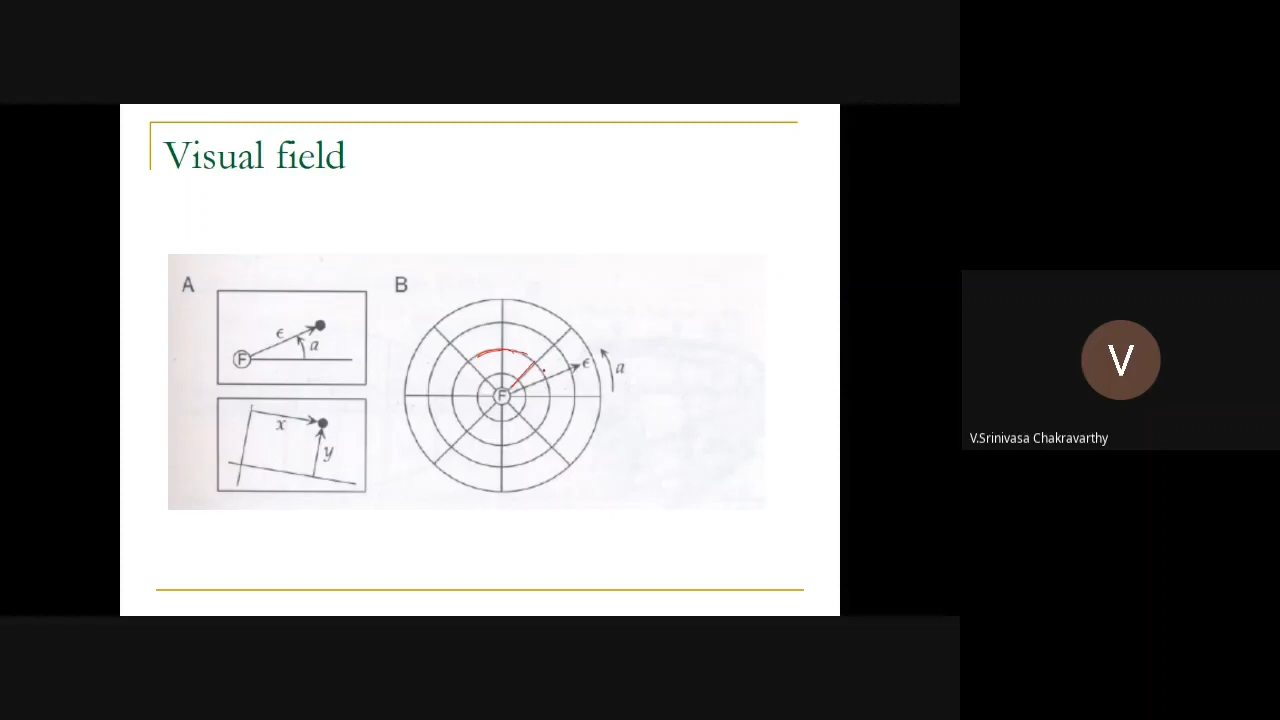 Visual field
A
B
ϵ
a
F
x
y
ϵ
a
F
V
V.Srinivasa Chakravarthy